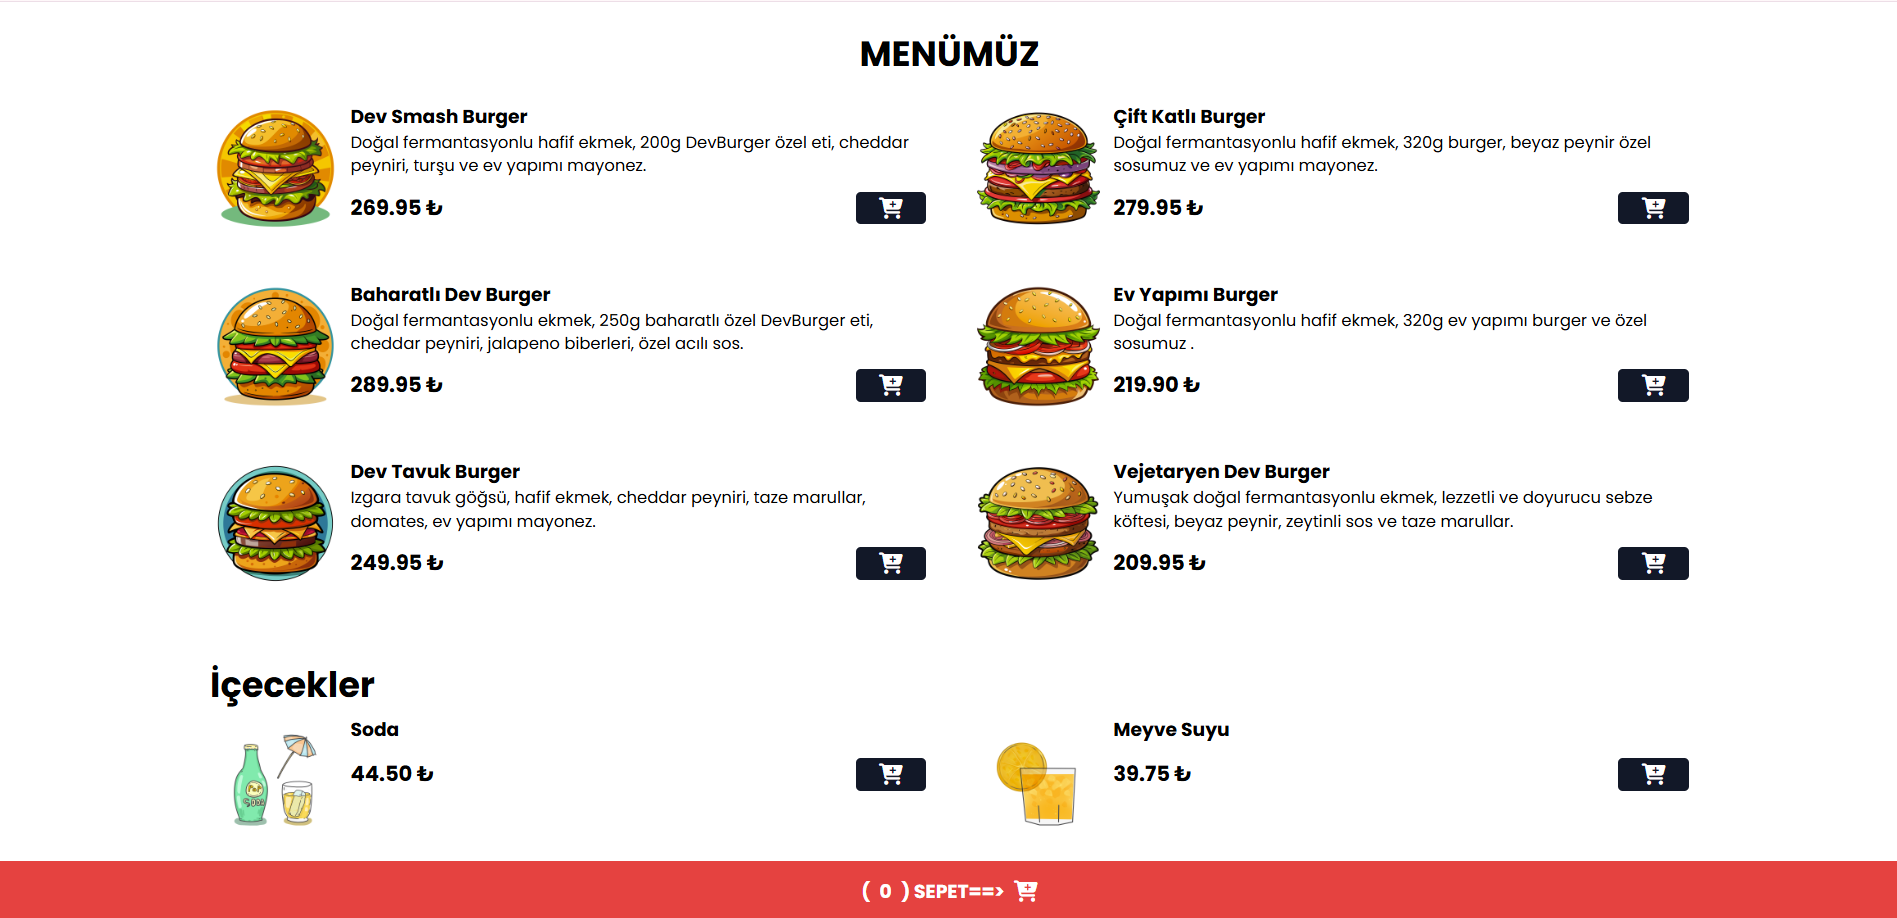 MENÜMÜZ
Dev Smash Burger
Doğal fermantasyonlu hafif ekmek, 200g DevBurger özel eti, cheddar
peyniri, turşu ve ev yapımı mayonez.
269.95 ₺
Çift Katlı Burger
Doğal fermantasyonlu hafif ekmek, 320g burger, beyaz peynir özel
sosumuz ve ev yapımı mayonez.
279.95 ₺
Baharatlı Dev Burger
Doğal fermantasyonlu ekmek, 250g baharatlı özel DevBurger eti,
cheddar peyniri, jalapeno biberleri, özel acılı sos.
289.95 ₺
Ev Yapımı Burger
Doğal fermantasyonlu hafif ekmek, 320g ev yapımı burger ve özel
sosumuz .
219.90 ₺
Dev Tavuk Burger
Izgara tavuk göğsü, hafif ekmek, cheddar peyniri, taze marullar,
domates, ev yapımı mayonez.
249.95 ₺
Vejetaryen Dev Burger
Yumuşak doğal fermantasyonlu ekmek, lezzetli ve doyurucu sebze
köftesi, beyaz peynir, zeytinli sos ve taze marullar.
209.95 ₺
İçecekler
Soda
44.50 ₺
Meyve Suyu
39.75 ₺
( 0 ) SEPET==>